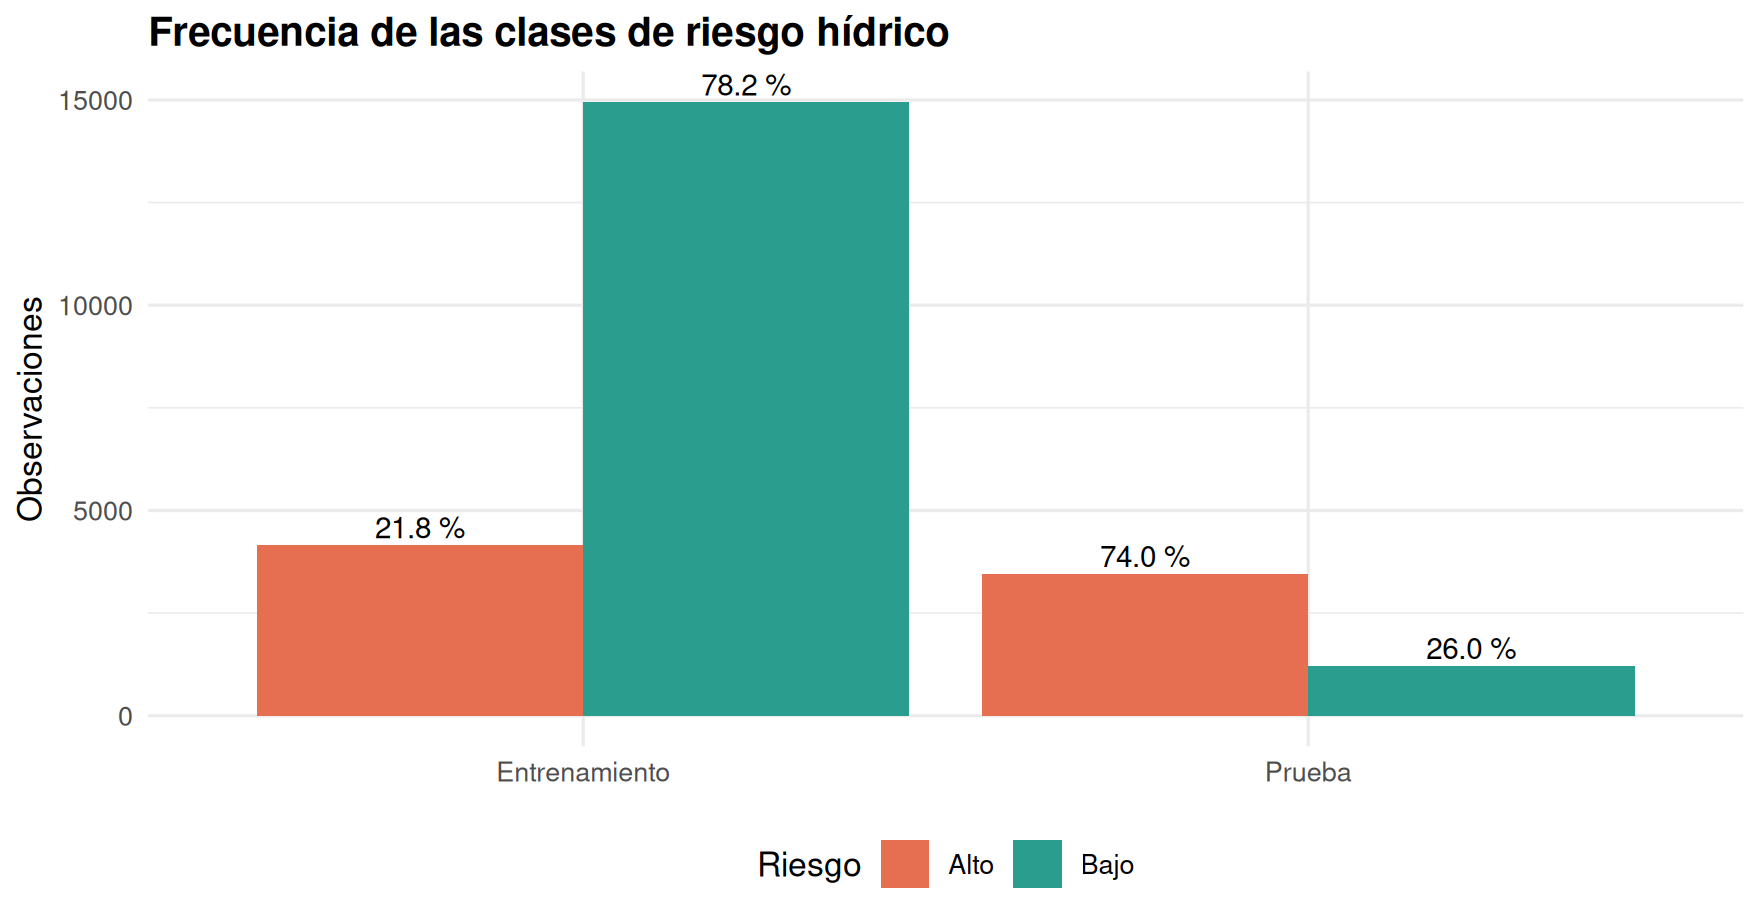 Frecuencia de las clases de riesgo hídrico
Observaciones
15000
10000
5000
0
78.2 %
21.8 %
74.0 %
26.0 %
Entrenamiento
Prueba
Riesgo
Alto
Bajo